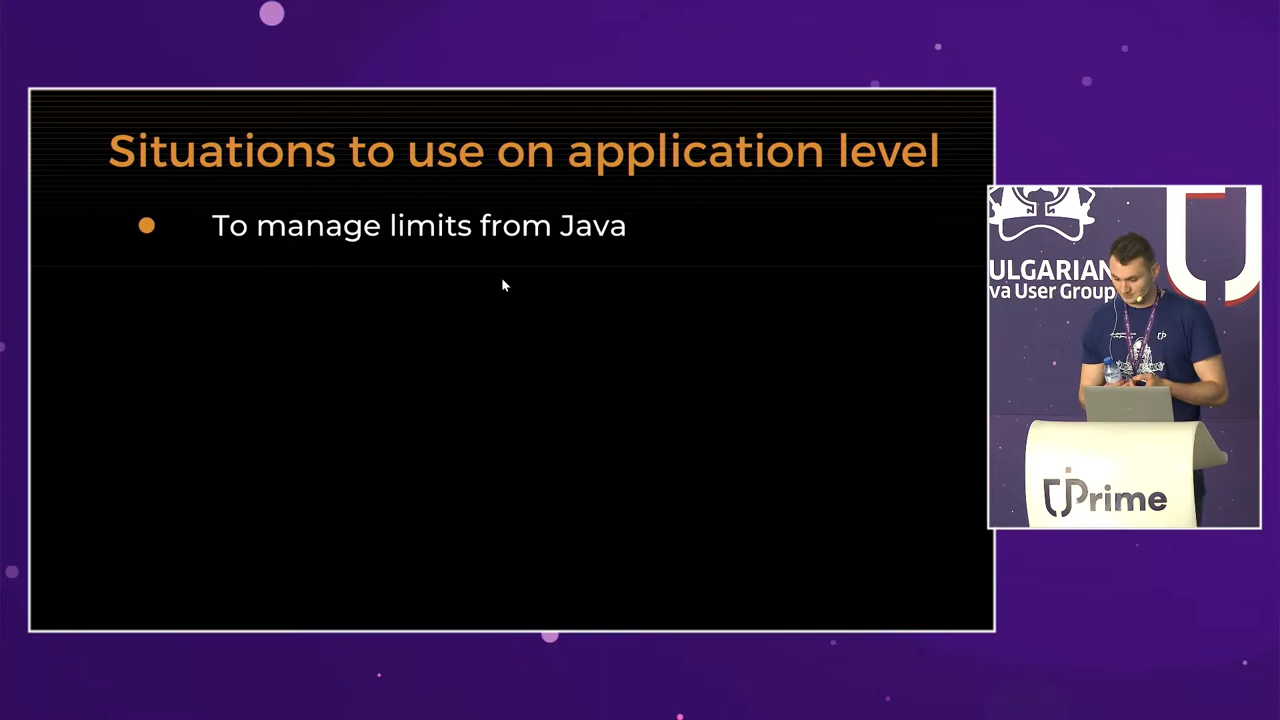 Situations to use on application level
To manage limits from Java
ULGARIAN
va User Group
Prime